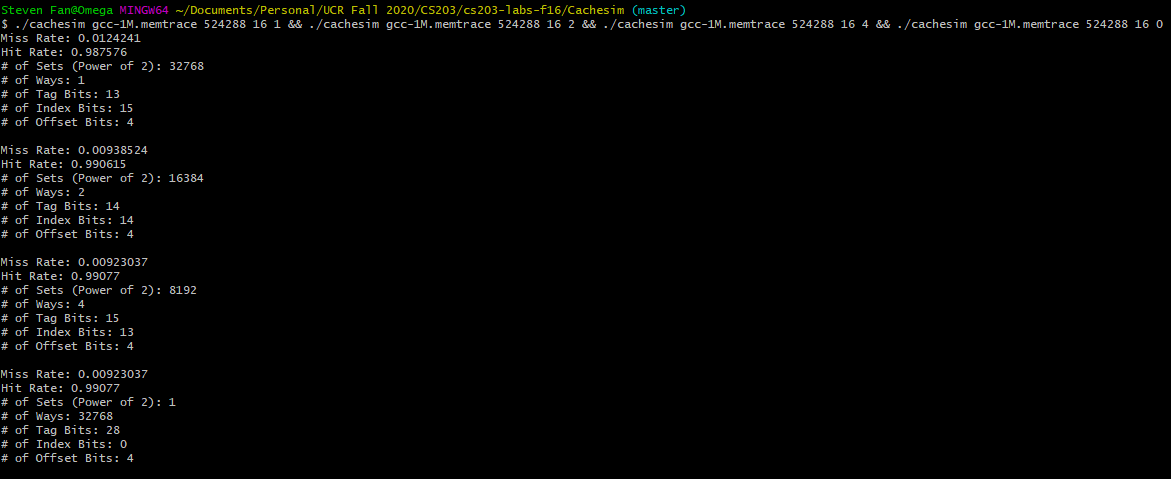 Steven Fan@Omega MINGW64 ~/Documents/Personal/UCR Fall 2020/CS203/cs203-labs-f16/Cachesim (master)
$ ./cachesim gcc-1M.memtrace 524288 16 1 && ./cachesim gcc-1M.memtrace 524288 16 2 && ./cachesim gcc-1M.memtrace 524288 16 4 && ./cachesim gcc-1M.memtrace 524288 16 0
Miss Rate: 0.0124241
Hit Rate: 0.987576
# of Sets (Power of 2): 32768
# of Ways: 1
# of Tag Bits: 13
# of Index Bits: 15
# of Offset Bits: 4
Miss Rate: 0.00938524
Hit Rate: 0.990615
# of Sets (Power of 2): 16384
# of Ways: 2
# of Tag Bits: 14
# of Index Bits: 14
# of Offset Bits: 4
Miss Rate: 0.00923037
Hit Rate: 0.99077
# of Sets (Power of 2): 8192
# of Ways: 4
# of Tag Bits: 15
# of Index Bits: 13
# of Offset Bits: 4
Miss Rate: 0.00923037
Hit Rate: 0.99077
# of Sets (Power of 2): 1
# of Ways: 32768
# of Tag Bits: 28
# of Index Bits: 0
# of Offset Bits: 4